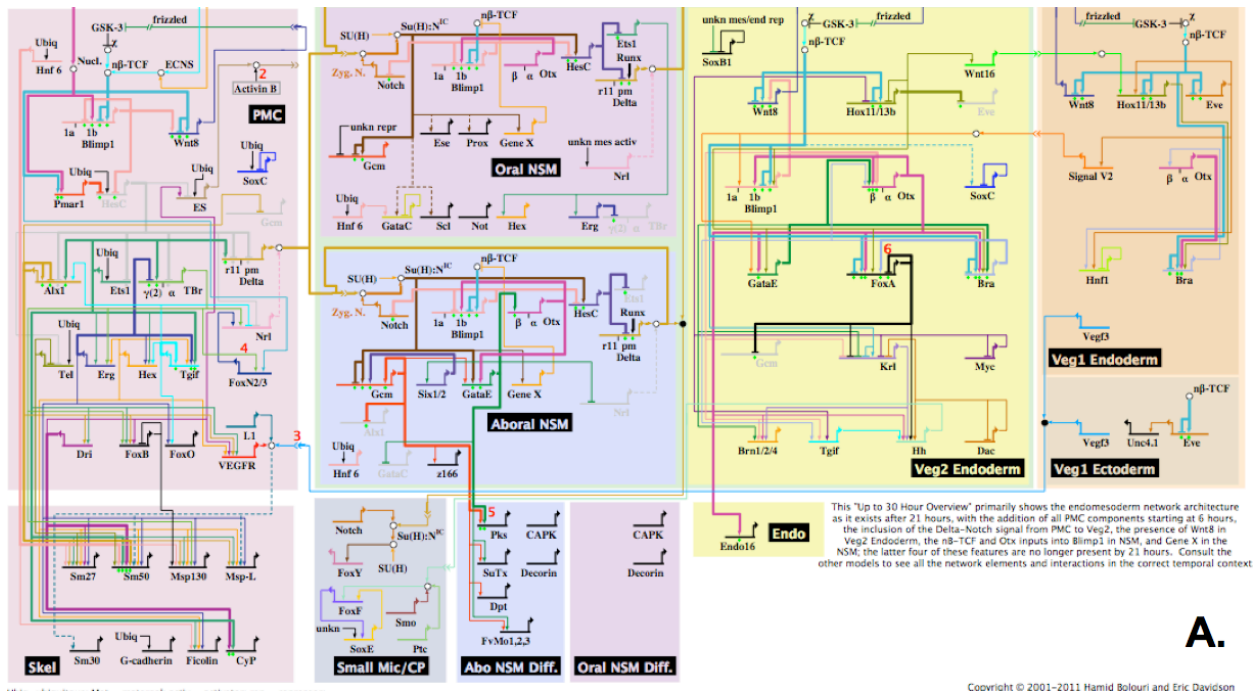 frizzled
GSK-3
χ
Ubiq
Hnf 6
Nucl.
nβ-TCF
ECNS
2
Activin B
PMC
1a
1b
Blimp1
Wnt8
Ubiq
SoxC
Ubiq
Ubiq
Pmar1
HesC
ES
Gcm
r11 pm
Delta
Ubiq
Alx1
Ets1
γ(2) α
TBr
Nrl
Ubiq
4
Tel
Erg
Hex
Tgif
FoxN2/3
L1
3
Dri
FoxB
FoxO
VEGFR
Sm27
Sm50
Msp130
Msp-L
Ubiq
Skel
Sm30
G-cadherin
Ficolin
CyP
Su(H):N^IC
nβ-TCF
SU(H)
Zyg. N.
Notch
1a
1b
Blimp1
β α Otx
HesC
Ets1
Runx
r11 pm
Delta
unkn repr
Gcm
Ese
Prox
Gene X
unkn mes activ
Oral NSM
Nrl
Ubiq
Hnf 6
GataC
Scl
Not
Hex
Erg
γ(2) α
TBr
Su(H):N^IC
nβ-TCF
SU(H)
Zyg. N.
Notch
1a
1b
Blimp1
β α Otx
HesC
Ets1
Runx
r11 pm
Delta
Gcm
Six1/2
GataE
Gene X
Nrl
Alx1
Aboral NSM
Ubiq
Hnf 6
GataC
z166
Notch
Su(H):N^IC
FoxY
SU(H)
FoxF
Smo
unkn
SoxE
Ptc
Small Mic/CP
5
Pks
CAPK
SuTx
Decorin
Dpt
FvMo1,2,3
Abo NSM Diff.
CAPK
Decorin
Oral NSM Diff.
unkn mes/end rep
SoxB1
χ
GSK-3
frizzled
nβ-TCF
Wnt16
Wnt8
Hox11/13b
Eve
1a
1b
Blimp1
β α Otx
SoxC
6
GataE
FoxA
Bra
Gcm
Krl
Myc
Brn1/2/4
Tgif
Hh
Dac
Veg2 Endoderm
Endo16
Endo
frizzled
GSK-3
χ
nβ-TCF
Wnt8
Hox11/13b
Eve
Signal V2
β α Otx
Hnf1
Bra
Vegf3
Veg1 Endoderm
nβ-TCF
Vegf3
Unc4.1
Eve
Veg1 Ectoderm
This "Up to 30 Hour Overview" primarily shows the endomesoderm network architecture
as it exists after 21 hours, with the addition of all PMC components starting at 6 hours,
the inclusion of the Delta-Notch signal from PMC to Veg2, the presence of Wnt8 in
Veg2 Endoderm, the nB-TCF and Otx inputs into Blimp1 in NSM, and Gene X in the
NSM; the latter four of these features are no longer present by 21 hours. Consult the
other models to see all the network elements and interactions in the correct temporal context
A.
Copyright © 2001-2011 Hamid Bolouri and Eric Davidson